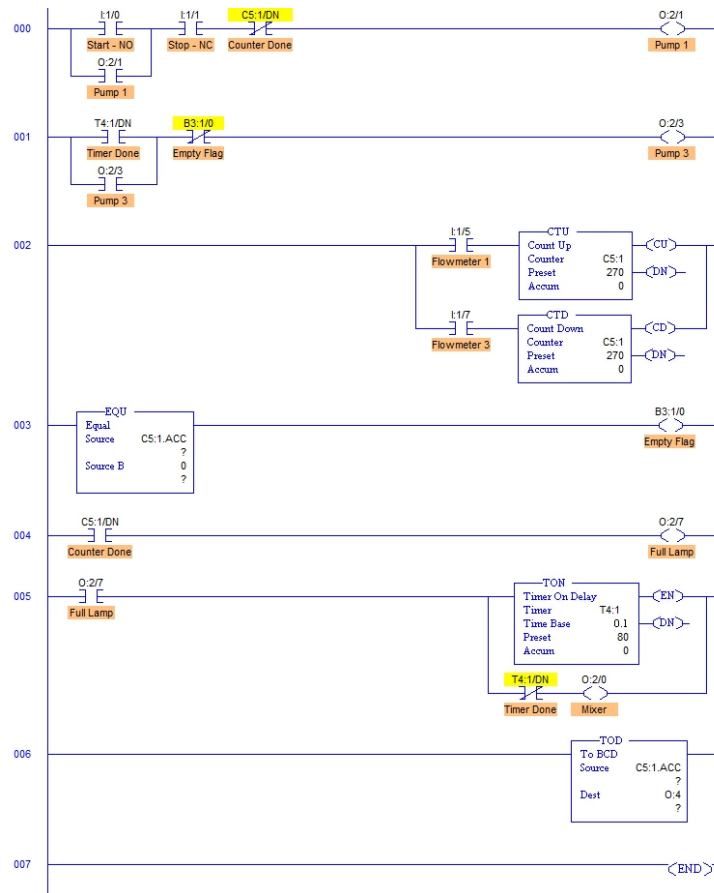 I:1/0 I:1/1 C5:1/DN O:2/1
000
Start - NO Stop - NC Counter Done Pump 1
O:2/1
Pump 1
T4:1/DN B3:1/0 O:2/3
001
Timer Done Empty Flag Pump 3
O:2/3
Pump 3
002
I:1/5
Flowmeter 1
CTU
Count Up
Counter C5:1
Preset 270
Accum 0
CU
DN
I:1/7
Flowmeter 3
CTD
Count Down
Counter C5:1
Preset 270
Accum 0
CD
DN
003
EQU
Equal
Source C5:1.ACC
?
Source B 0
?
B3:1/0
Empty Flag
C5:1/DN O:2/7
004
Counter Done Full Lamp
O:2/7
005
Full Lamp
TON
Timer On Delay
Timer T4:1
Time Base 0.1
Preset 80
Accum 0
EN
DN
T4:1/DN O:2/0
Timer Done Mixer
006
TOD
To BCD
Source C5:1.ACC
?
Dest O:4
?
007
END